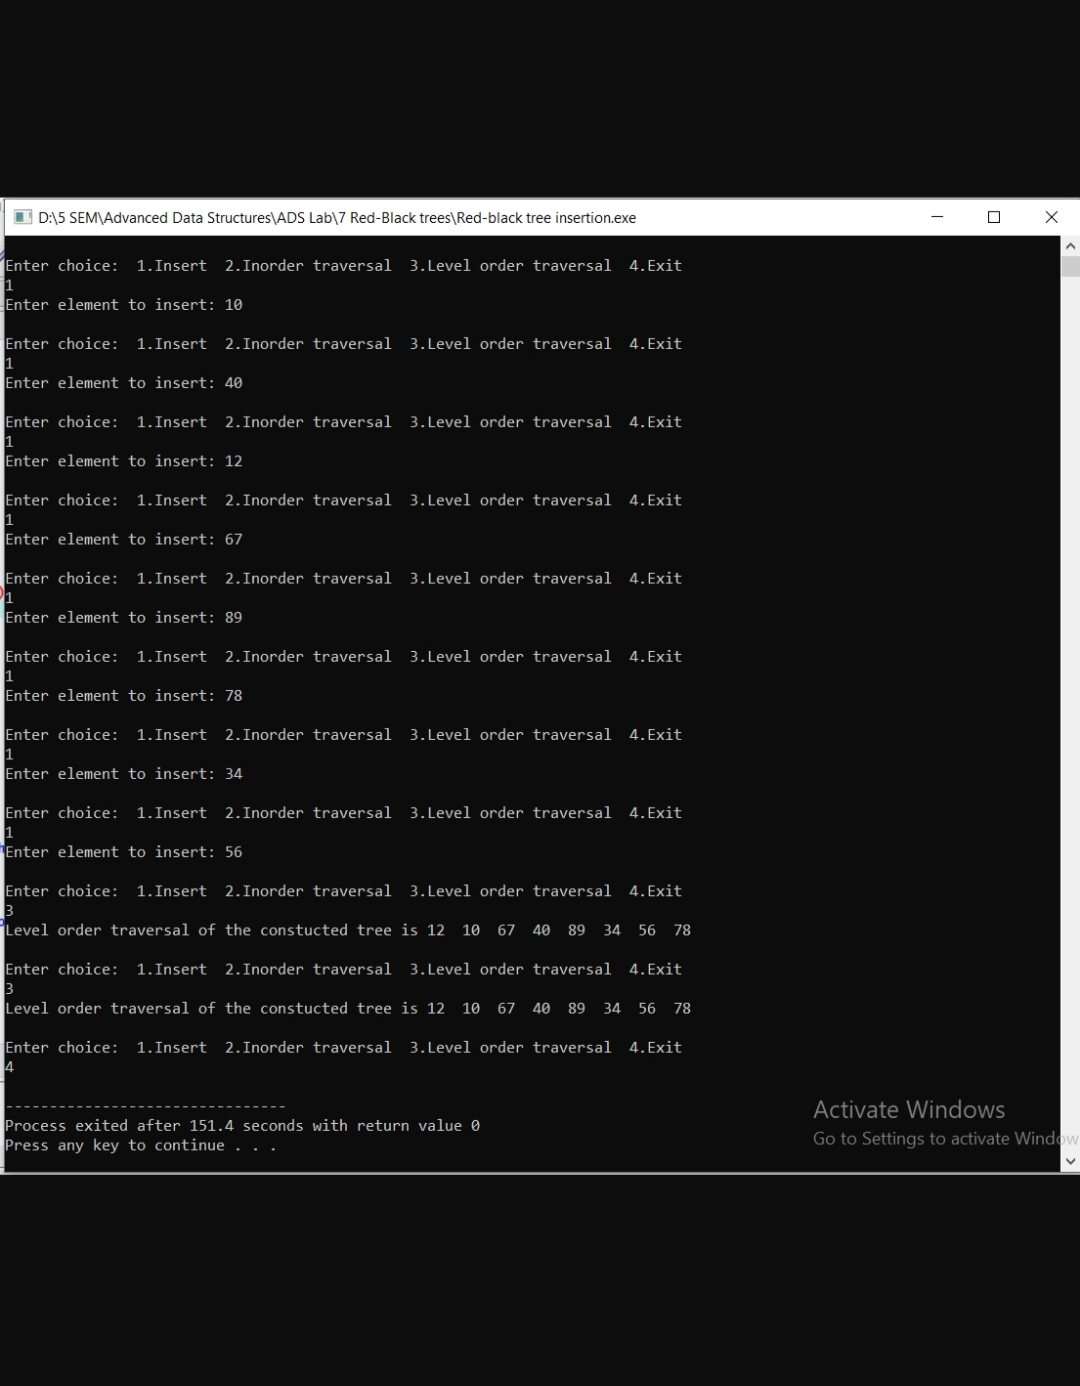 D:\5 SEM\Advanced Data Structures\ADS Lab\7 Red-Black trees\Red-black tree insertion.exe
Enter choice:  1.Insert  2.Inorder traversal  3.Level order traversal  4.Exit
1
Enter element to insert: 10
Enter choice:  1.Insert  2.Inorder traversal  3.Level order traversal  4.Exit
1
Enter element to insert: 40
Enter choice:  1.Insert  2.Inorder traversal  3.Level order traversal  4.Exit
1
Enter element to insert: 12
Enter choice:  1.Insert  2.Inorder traversal  3.Level order traversal  4.Exit
1
Enter element to insert: 67
Enter choice:  1.Insert  2.Inorder traversal  3.Level order traversal  4.Exit
1
Enter element to insert: 89
Enter choice:  1.Insert  2.Inorder traversal  3.Level order traversal  4.Exit
1
Enter element to insert: 78
Enter choice:  1.Insert  2.Inorder traversal  3.Level order traversal  4.Exit
1
Enter element to insert: 34
Enter choice:  1.Insert  2.Inorder traversal  3.Level order traversal  4.Exit
1
Enter element to insert: 56
Enter choice:  1.Insert  2.Inorder traversal  3.Level order traversal  4.Exit
3
Level order traversal of the constucted tree is 12  10  67  40  89  34  56  78
Enter choice:  1.Insert  2.Inorder traversal  3.Level order traversal  4.Exit
3
Level order traversal of the constucted tree is 12  10  67  40  89  34  56  78
Enter choice:  1.Insert  2.Inorder traversal  3.Level order traversal  4.Exit
4
--------------------------------
Process exited after 151.4 seconds with return value 0
Press any key to continue . . .
Activate Windows
Go to Settings to activate Window